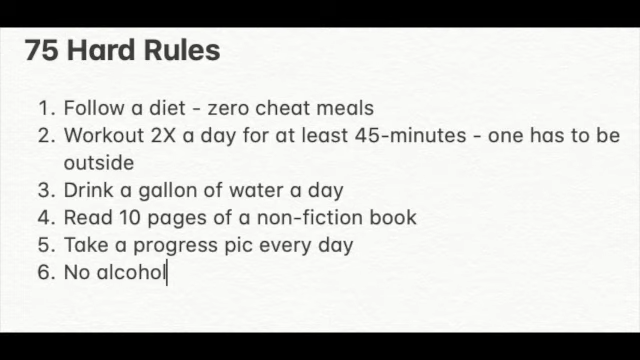 75 Hard Rules
1. Follow a diet - zero cheat meals
2. Workout 2X a day for at least 45-minutes - one has to be
outside
3. Drink a gallon of water a day
4. Read 10 pages of a non-fiction book
5. Take a progress pic every day
6. No alcohol